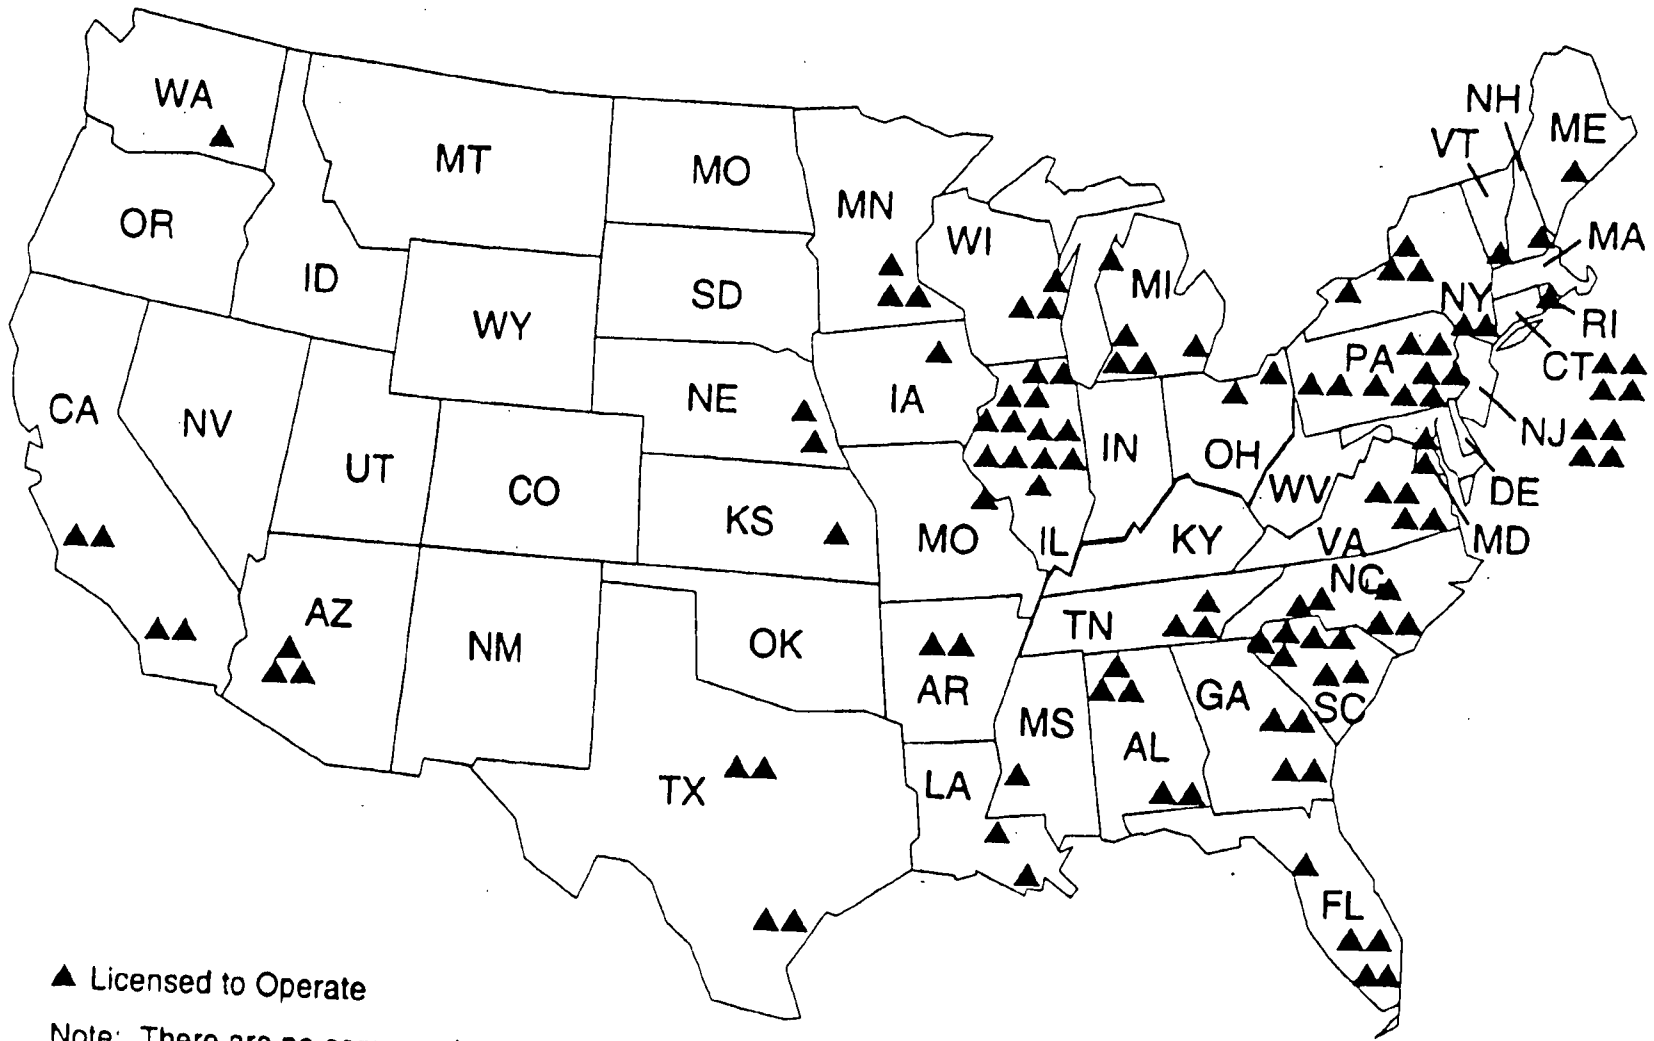 WA
MT
MO
MN
OR
ID
WY
SD
WI
MI
NH
VT
ME
MA
NY
RI
CT
PA
NJ
DE
MD
CA
NV
UT
CO
NE
IA
KS
MO
IL
IN
OH
WV
VA
KY
NC
TN
SC
AZ
NM
OK
AR
TX
LA
MS
AL
GA
FL
▲ Licensed to Operate
Note: There are no